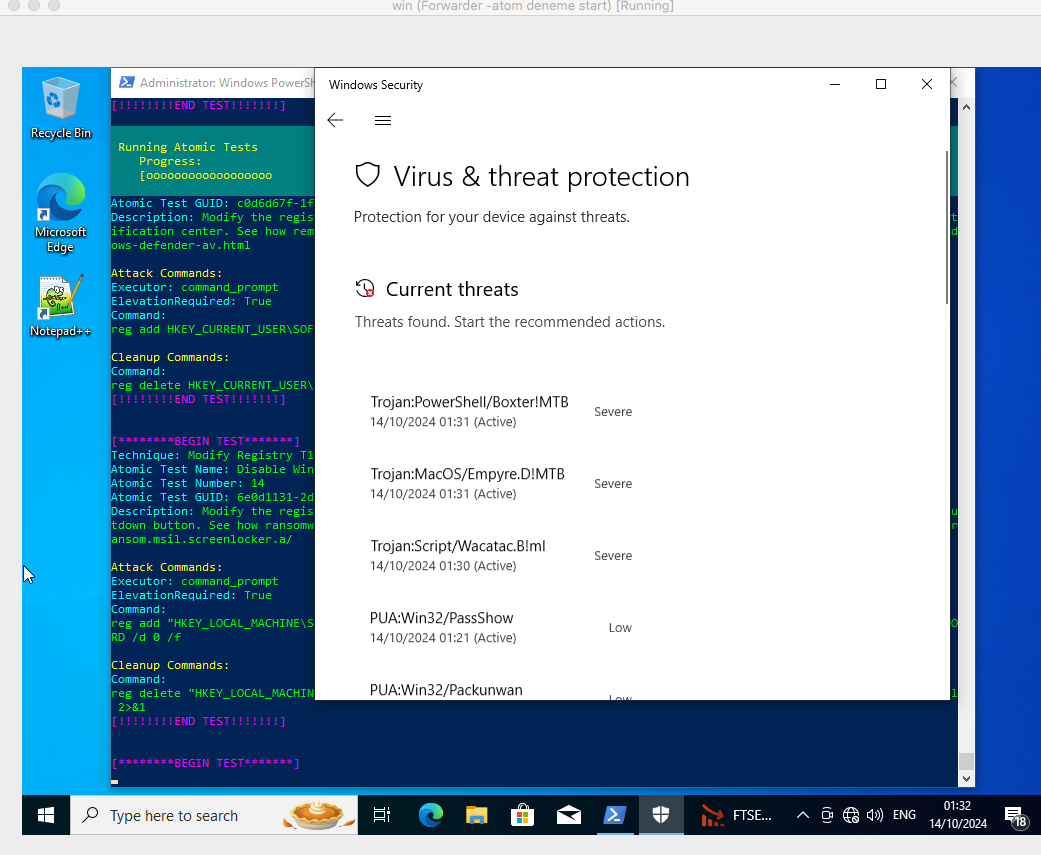 win (Forwarder -atom deneme start) [Running]
Recycle Bin
Microsoft
Edge
Notepad++
Administrator: Windows PowerSh
[!!!!!!!!END TEST!!!!!!!]
Running Atomic Tests
Progress:
[oooooooooooooooooo
Atomic Test GUID: c0d6d67f-1f
Description: Modify the regis
ification center. See how rem
ows-defender-av.html
Attack Commands:
Executor: command_prompt
ElevationRequired: True
Command:
reg add HKEY_CURRENT_USER\SOF
Cleanup Commands:
Command:
reg delete HKEY_CURRENT_USER\
[!!!!!!!!END TEST!!!!!!!]
[********BEGIN TEST*******]
Technique: Modify Registry T1
Atomic Test Name: Disable Win
Atomic Test Number: 14
Atomic Test GUID: 6e0d1131-2d
Description: Modify the regis
tdown button. See how ransomw
ansom.msil.screenlocker.a/
Attack Commands:
Executor: command_prompt
ElevationRequired: True
Command:
reg add "HKEY_LOCAL_MACHINE\S
RD /d 0 /f
Cleanup Commands:
Command:
reg delete "HKEY_LOCAL_MACHIN
2>&1
[!!!!!!!!END TEST!!!!!!!]
[********BEGIN TEST*******]
Windows Security
Virus & threat protection
Protection for your device against threats.
Current threats
Threats found. Start the recommended actions.
Trojan:PowerShell/Boxter!MTB
14/10/2024 01:31 (Active)
Severe
Trojan:MacOS/Empyre.D!MTB
14/10/2024 01:31 (Active)
Severe
Trojan:Script/Wacatac.B!ml
14/10/2024 01:30 (Active)
Severe
PUA:Win32/PassShow
14/10/2024 01:21 (Active)
Low
PUA:Win32/Packunwan
Low
Type here to search
FTSE...
ENG
01:32
14/10/2024
18